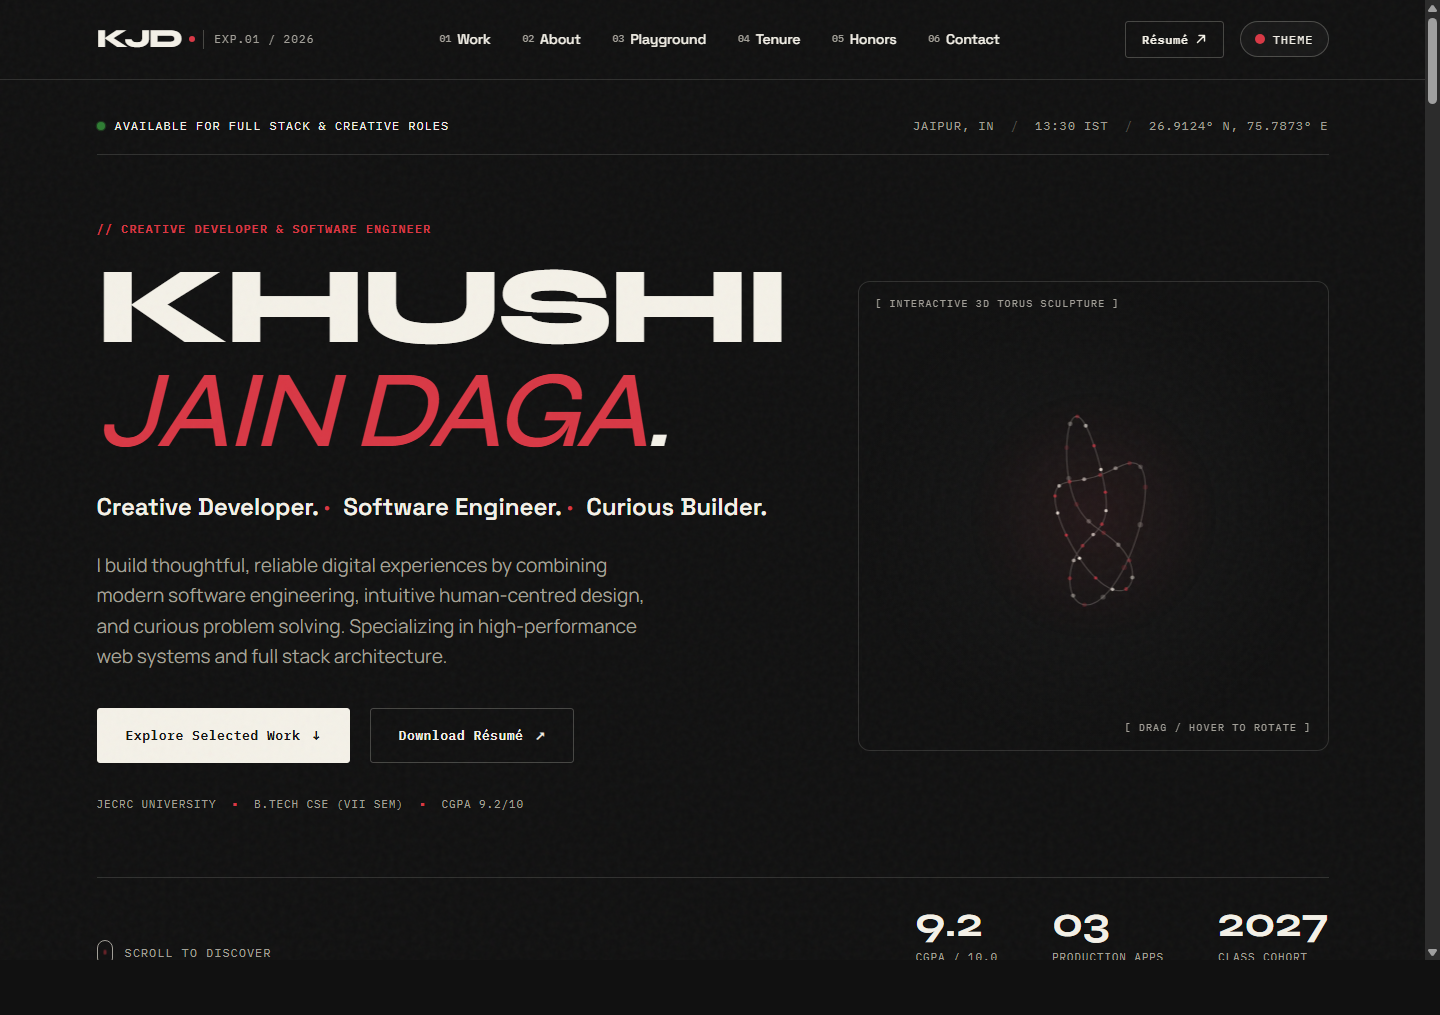 KJD EXP.01 / 2026 01 Work 02 About 03 Playground 04 Tenure 05 Honors 06 Contact Résumé ↗ THEME
AVAILABLE FOR FULL STACK & CREATIVE ROLES JAIPUR, IN / 13:30 IST / 26.9124° N, 75.7873° E
// CREATIVE DEVELOPER & SOFTWARE ENGINEER
KHUSHI
JAIN DAGA.
Creative Developer. • Software Engineer. • Curious Builder.
I build thoughtful, reliable digital experiences by combining
modern software engineering, intuitive human-centred design,
and curious problem solving. Specializing in high-performance
web systems and full stack architecture.
Explore Selected Work ↓ Download Résumé ↗
JECRC UNIVERSITY • B.TECH CSE (VII SEM) • CGPA 9.2/10
[ INTERACTIVE 3D TORUS SCULPTURE ]
[ DRAG / HOVER TO ROTATE ]
SCROLL TO DISCOVER
9.2 03 2027
CGPA / 10.0 PRODUCTION APPS CLASS COHORT